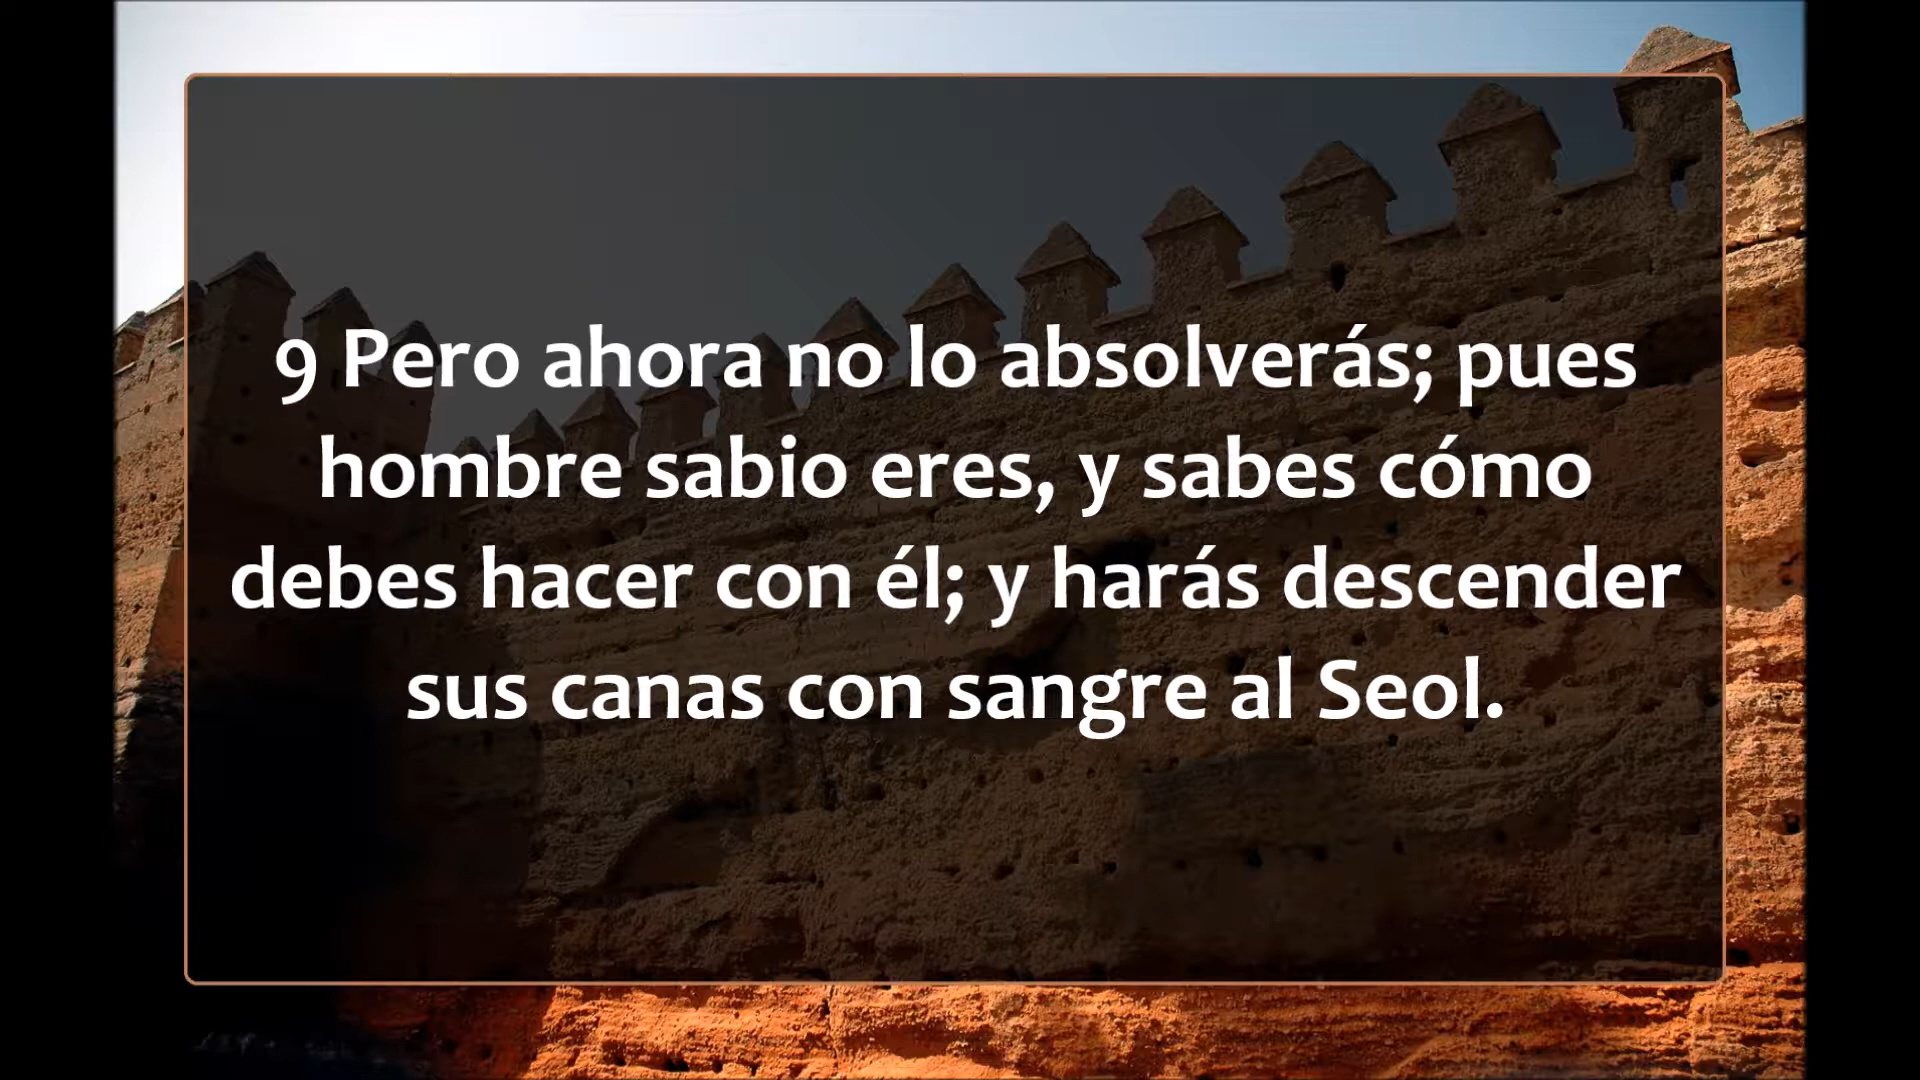 9 Pero ahora no lo absolverás; pues
hombre sabio eres, y sabes cómo
debes hacer con él; y harás descender
sus canas con sangre al Seol.